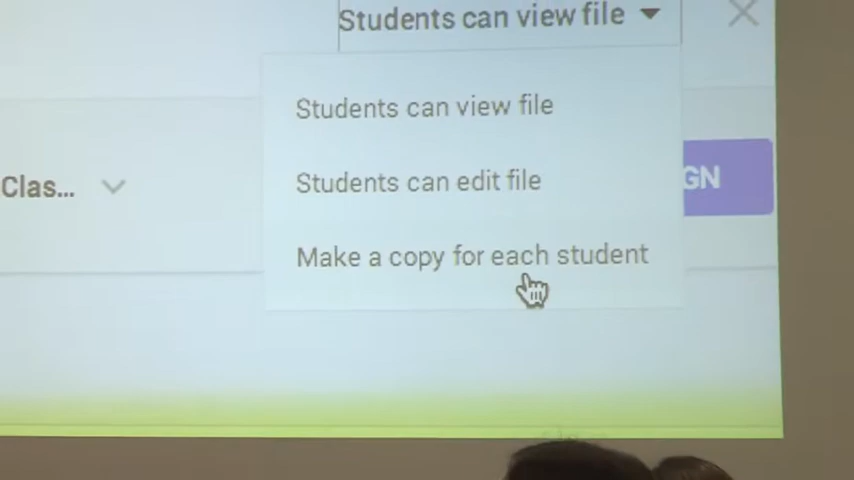 Students can view file
Students can view file
Clas...
GN
Students can edit file
Make a copy for each student